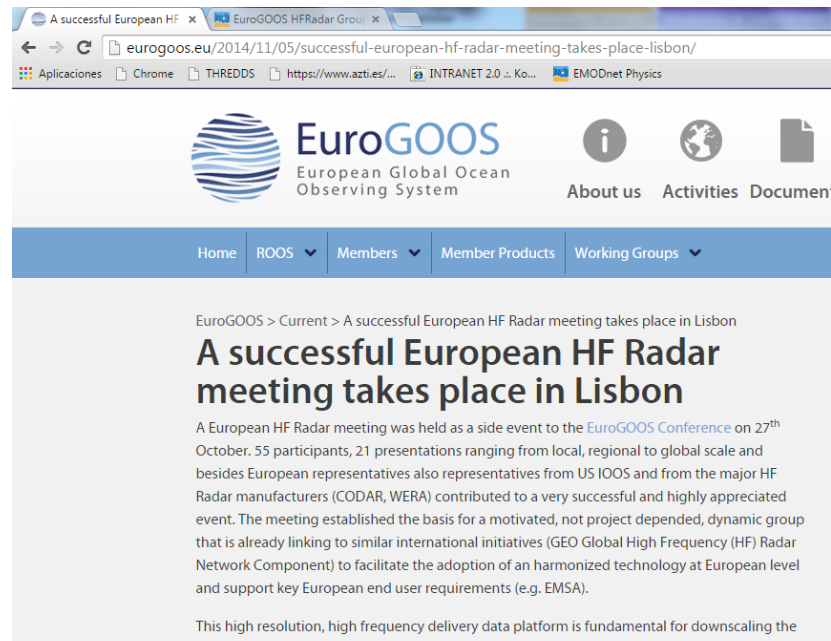 A successful European HF
EuroGOOS HFRadar Grou
eurogoos.eu/2014/11/05/successful-european-hf-radar-meeting-takes-place-lisbon/
Aplicaciones Chrome THREDDS https://www.azti.es/... INTRANET 2.0 .:. Ko... EMODnet Physics
EuroGOOS
European Global Ocean
Observing System
About us Activities Document
Home ROOS Members Member Products Working Groups
EuroGOOS > Current > A successful European HF Radar meeting takes place in Lisbon
A successful European HF Radar
meeting takes place in Lisbon
A European HF Radar meeting was held as a side event to the EuroGOOS Conference on 27th
October. 55 participants, 21 presentations ranging from local, regional to global scale and
besides European representatives also representatives from US IOOS and from the major HF
Radar manufacturers (CODAR, WERA) contributed to a very successful and highly appreciated
event. The meeting established the basis for a motivated, not project depended, dynamic group
that is already linking to similar international initiatives (GEO Global High Frequency (HF) Radar
Network Component) to facilitate the adoption of an harmonized technology at European level
and support key European end user requirements (e.g. EMSA).
This high resolution, high frequency delivery data platform is fundamental for downscaling the